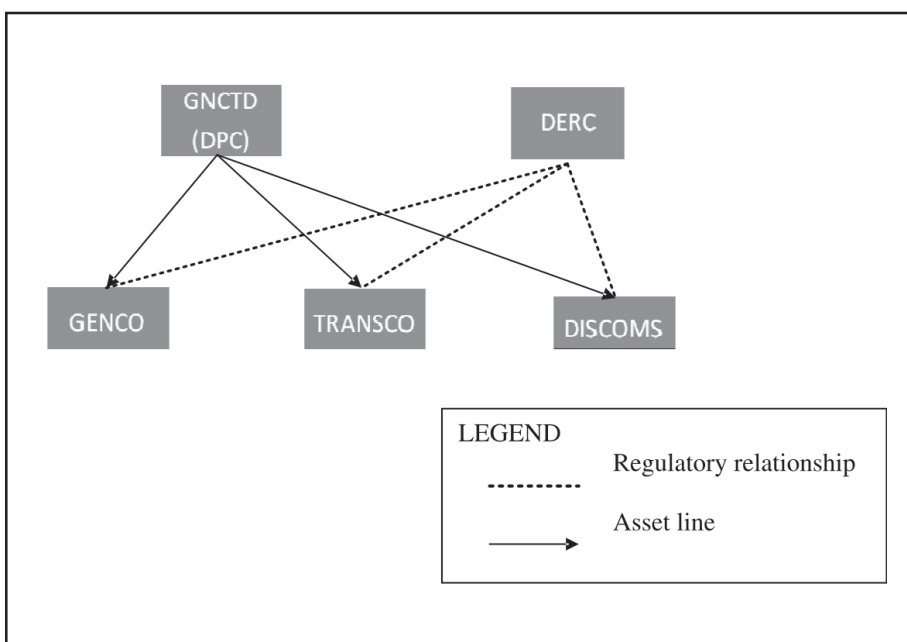 GNCTD
(DPC)
DERC
GENCO
TRANSCO
DISCOMS
LEGEND
Regulatory relationship
Asset line